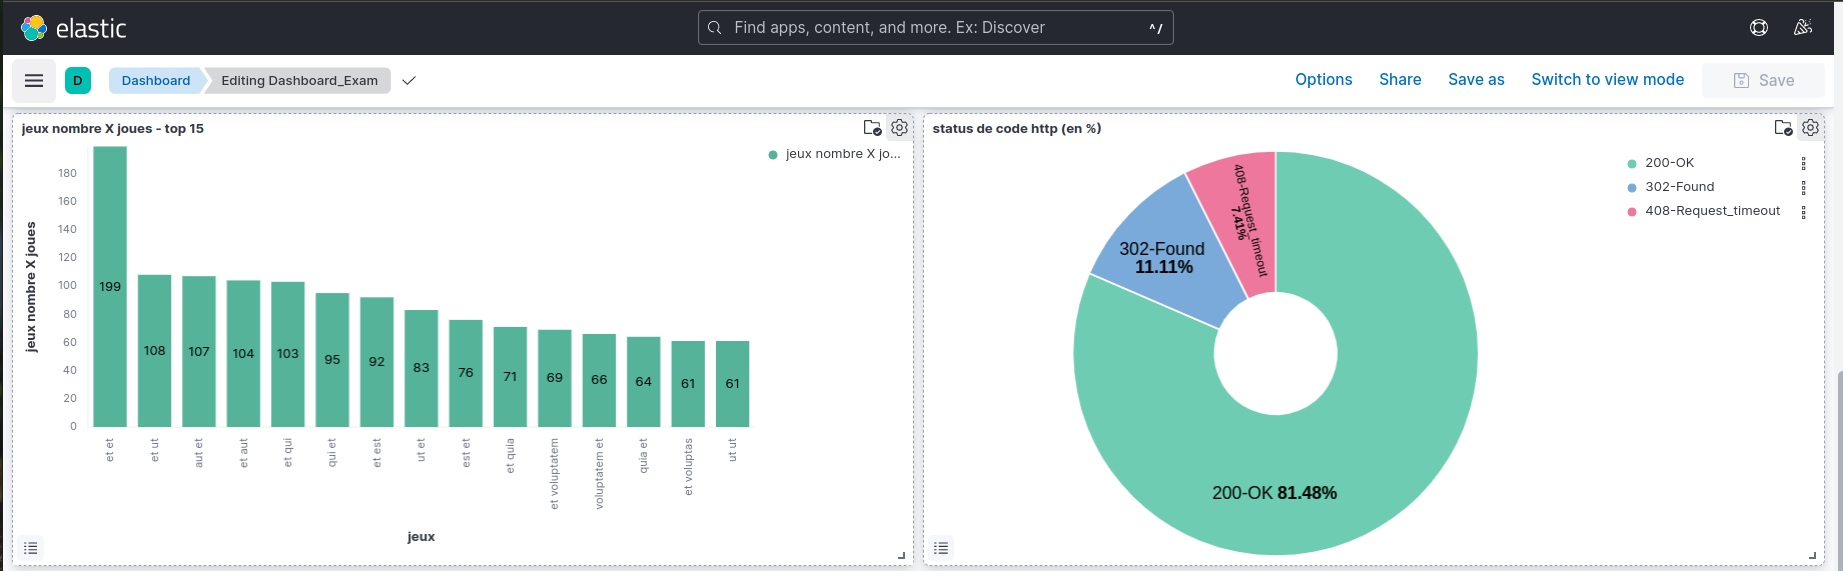 elastic
Find apps, content, and more. Ex: Discover
^/
D
Dashboard
Editing Dashboard_Exam
Options
Share
Save as
Switch to view mode
Save
jeux nombre X joues - top 15
jeux nombre X jo...
jeux nombre X joues
180
160
140
120
100
80
60
40
20
0
199
108
107
104
103
95
92
83
76
71
69
66
64
61
61
et et
et ut
aut et
et aut
et qui
qui et
et est
ut et
est et
et quia
et voluptatem
voluptatem et
quia et
et voluptas
ut ut
jeux
status de code http (en %)
200-OK
302-Found
408-Request_timeout
408-Request_timeout
7.41%
302-Found
11.11%
200-OK 81.48%